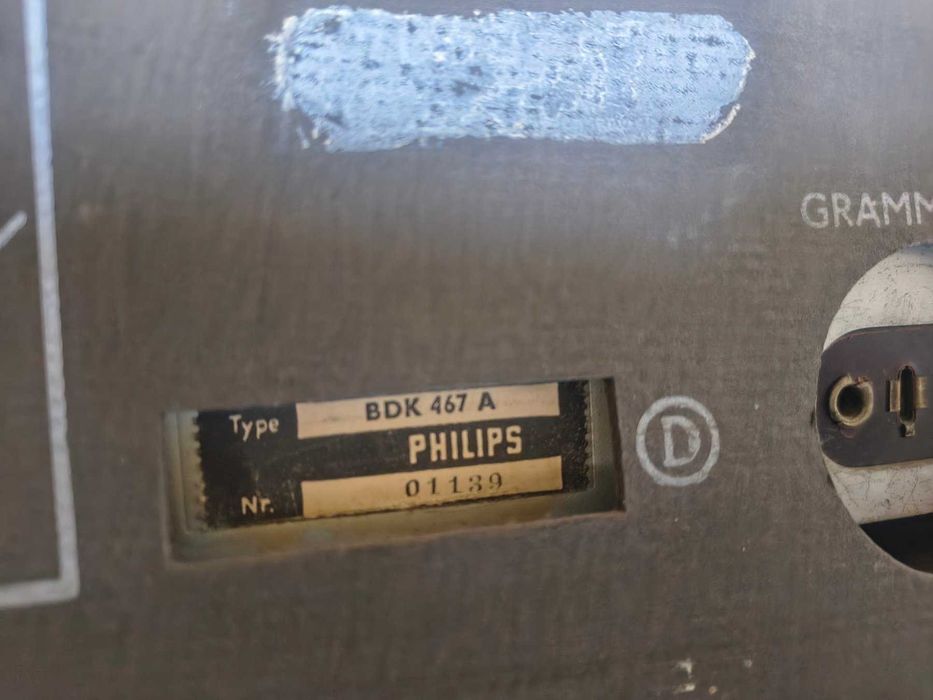 GRAMM
Type BDK 467 A
PHILIPS
Nr. 01139
D